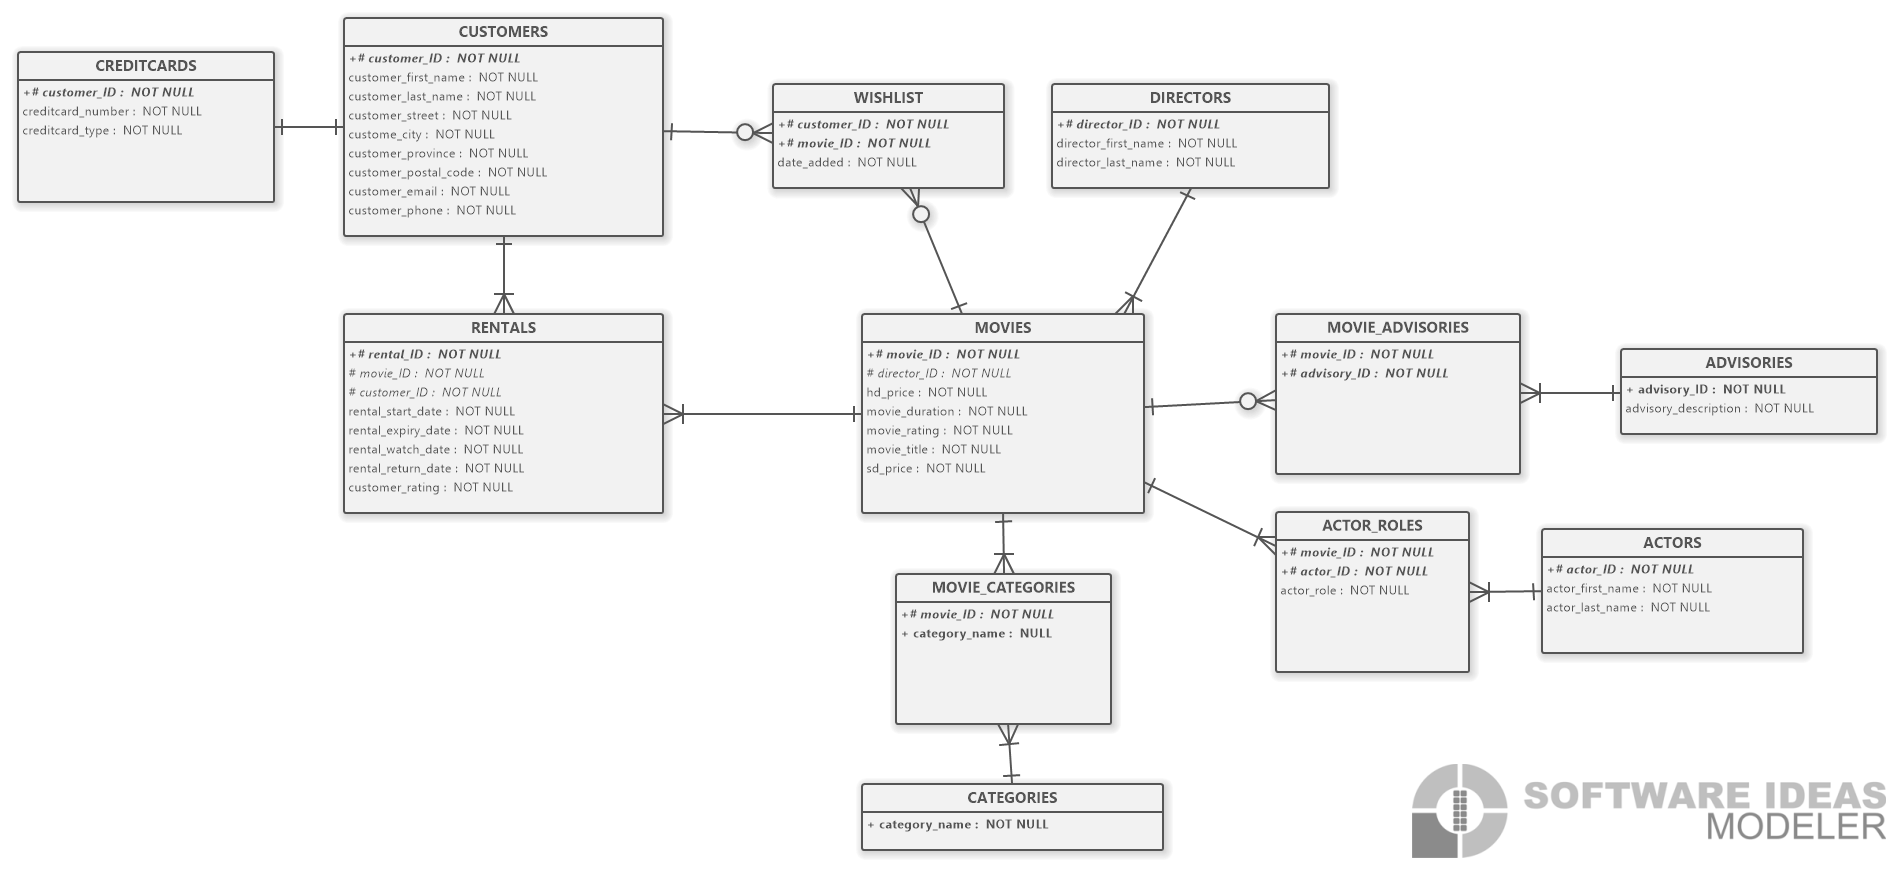 CUSTOMERS
+# customer_ID : NOT NULL
customer_first_name : NOT NULL
customer_last_name : NOT NULL
customer_street : NOT NULL
custome_city : NOT NULL
customer_province : NOT NULL
customer_postal_code : NOT NULL
customer_email : NOT NULL
customer_phone : NOT NULL
CREDITCARDS
+# customer_ID : NOT NULL
creditcard_number : NOT NULL
creditcard_type : NOT NULL
WISHLIST
+# customer_ID : NOT NULL
+# movie_ID : NOT NULL
date_added : NOT NULL
DIRECTORS
+# director_ID : NOT NULL
director_first_name : NOT NULL
director_last_name : NOT NULL
RENTALS
+# rental_ID : NOT NULL
# movie_ID : NOT NULL
# customer_ID : NOT NULL
rental_start_date : NOT NULL
rental_expiry_date : NOT NULL
rental_watch_date : NOT NULL
rental_return_date : NOT NULL
customer_rating : NOT NULL
MOVIES
+# movie_ID : NOT NULL
# director_ID : NOT NULL
hd_price : NOT NULL
movie_duration : NOT NULL
movie_rating : NOT NULL
movie_title : NOT NULL
sd_price : NOT NULL
MOVIE_ADVISORIES
+# movie_ID : NOT NULL
+# advisory_ID : NOT NULL
ADVISORIES
+ advisory_ID : NOT NULL
advisory_description : NOT NULL
ACTOR_ROLES
+# movie_ID : NOT NULL
+# actor_ID : NOT NULL
actor_role : NOT NULL
ACTORS
+# actor_ID : NOT NULL
actor_first_name : NOT NULL
actor_last_name : NOT NULL
MOVIE_CATEGORIES
+# movie_ID : NOT NULL
+ category_name : NULL
CATEGORIES
+ category_name : NOT NULL
SOFTWARE IDEAS
MODELER